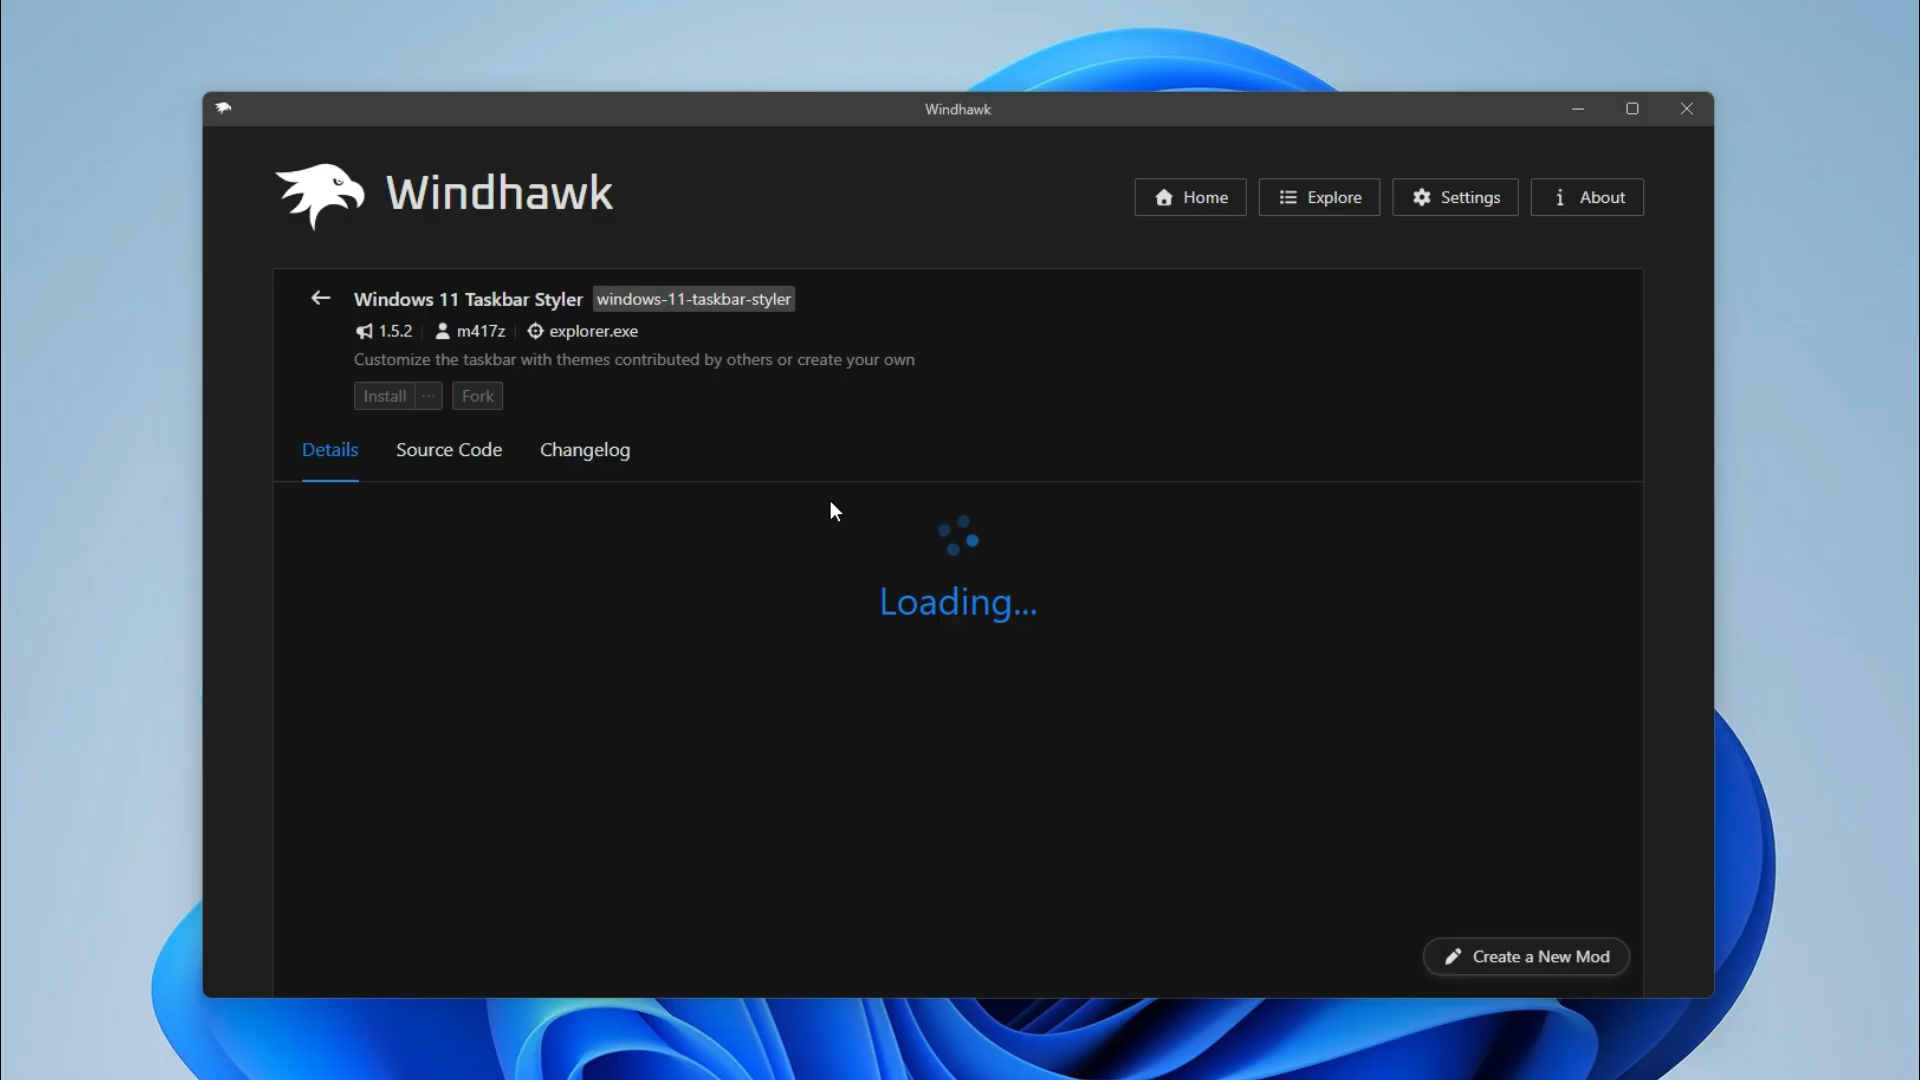 Windhawk
Windhawk
Home
Explore
Settings
About
Windows 11 Taskbar Styler windows-11-taskbar-styler
1.5.2 m417z explorer.exe
Customize the taskbar with themes contributed by others or create your own
Install ... Fork
Details Source Code Changelog
Loading...
Create a New Mod